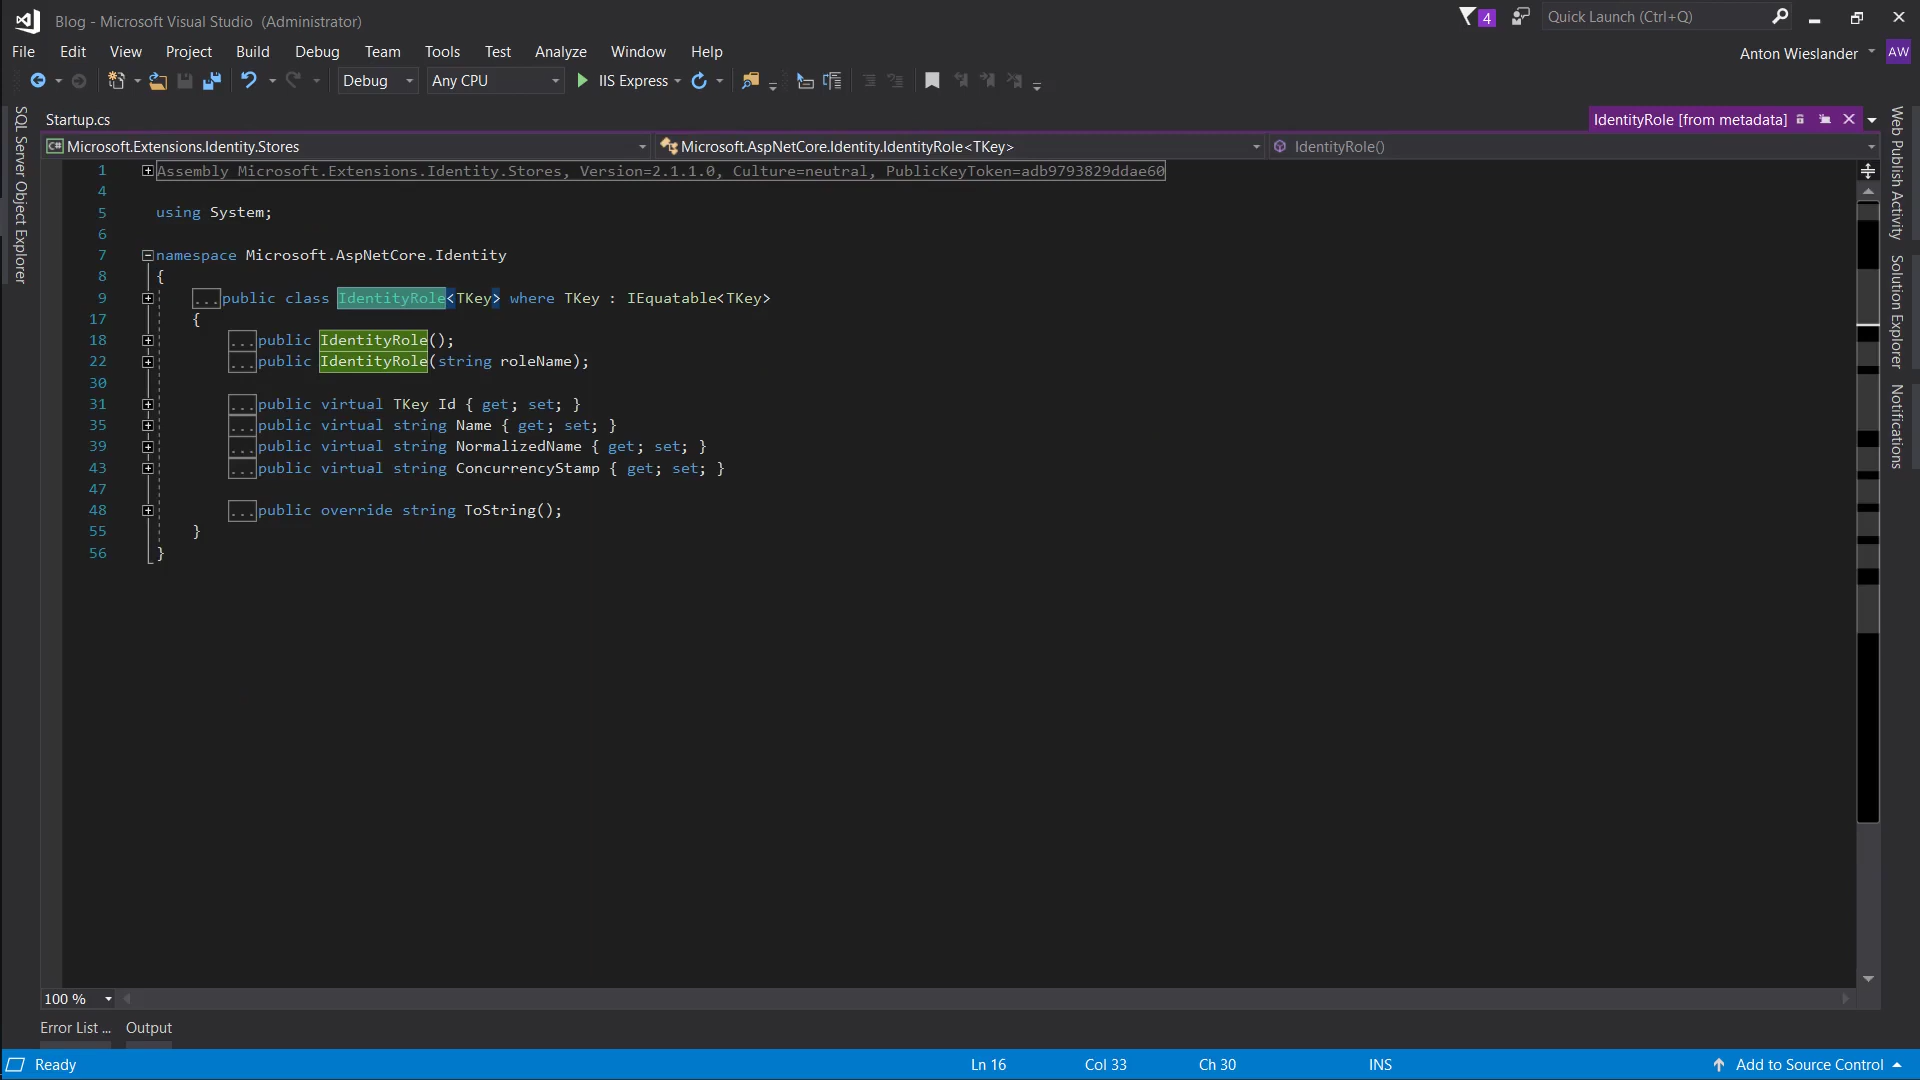 Blog - Microsoft Visual Studio (Administrator)
4
Quick Launch (Ctrl+Q)
File Edit View Project Build Debug Team Tools Test Analyze Window Help
Anton Wieslander
AW
Debug
Any CPU
IIS Express
SQL Server Object Explorer
Startup.cs
IdentityRole [from metadata]
C# Microsoft.Extensions.Identity.Stores
Microsoft.AspNetCore.Identity.IdentityRole<TKey>
IdentityRole()
1 Assembly Microsoft.Extensions.Identity.Stores, Version=2.1.1.0, Culture=neutral, PublicKeyToken=adb9793829ddae60
4
5 using System;
6
7 namespace Microsoft.AspNetCore.Identity
8 {
9 ...public class IdentityRole<TKey> where TKey : IEquatable<TKey>
17 {
18 ...public IdentityRole();
22 ...public IdentityRole(string roleName);
30
31 ...public virtual TKey Id { get; set; }
35 ...public virtual string Name { get; set; }
39 ...public virtual string NormalizedName { get; set; }
43 ...public virtual string ConcurrencyStamp { get; set; }
47
48 ...public override string ToString();
55 }
56 }
Web Publish Activity
Solution Explorer
Notifications
100 %
Error List ... Output
Ready
Ln 16
Col 33
Ch 30
INS
Add to Source Control